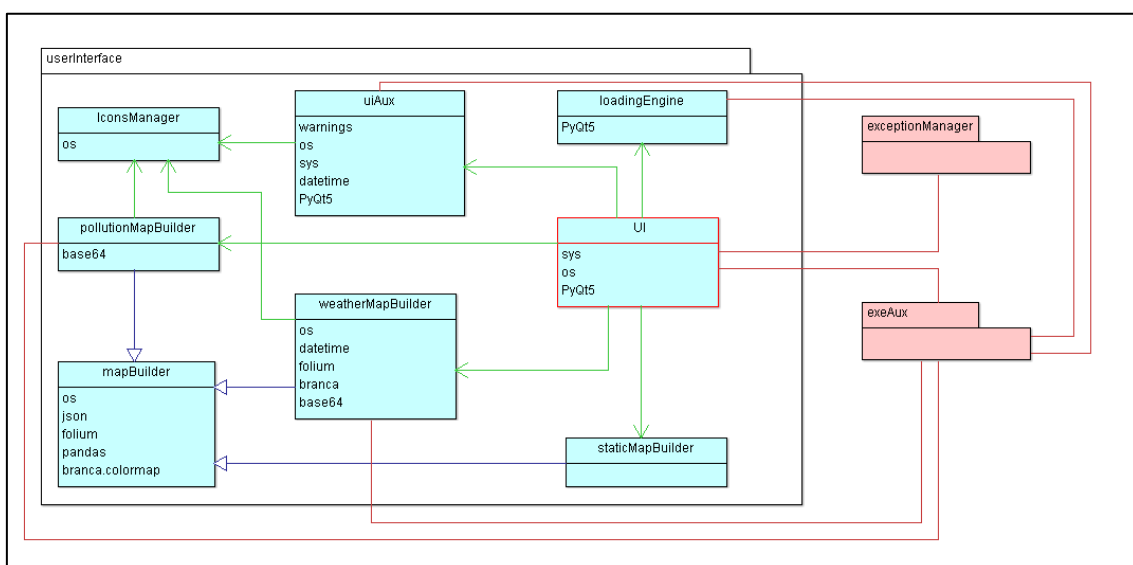 userInterface
IconsManager
os
uiAux
warnings
os
sys
datetime
PyQt5
loadingEngine
PyQt5
exceptionManager
pollutionMapBuilder
base64
UI
sys
os
PyQt5
weatherMapBuilder
os
datetime
folium
branca
base64
exeAux
mapBuilder
os
json
folium
pandas
branca.colormap
staticMapBuilder